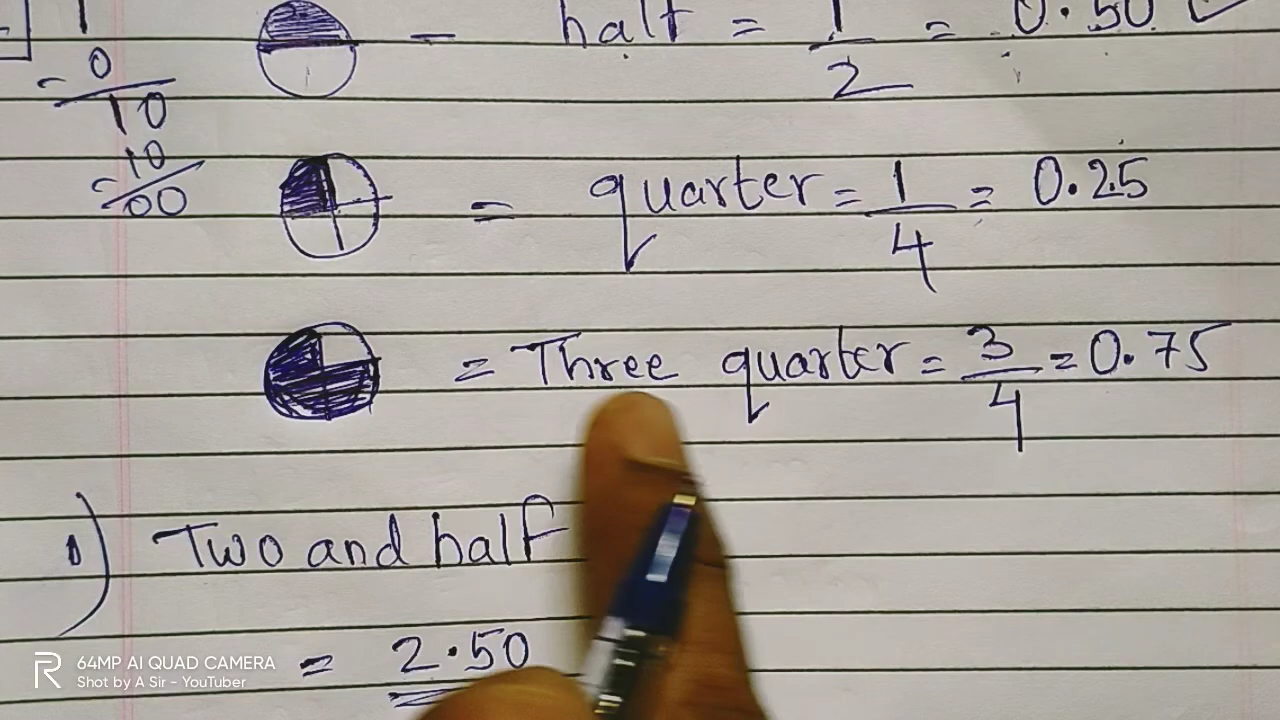 - half = 1/2 = 0.50 ✓
- 0
10
- 10
00
= quarter = 1/4 = 0.25
= Three quarter = 3/4 = 0.75
1) Two and half
= 2.50
64MP AI QUAD CAMERA
Shot by A Sir - YouTuber